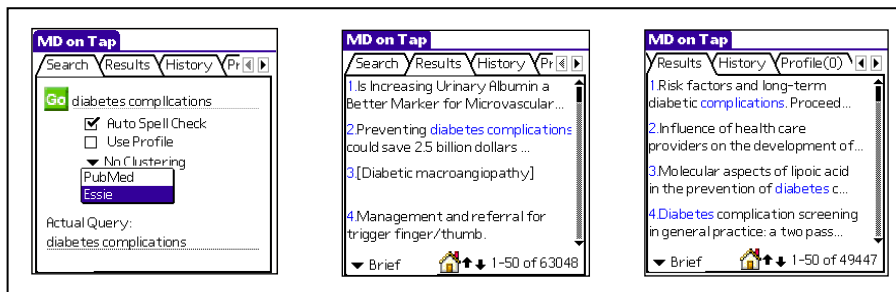 MD on Tap
Search Results History Pr
Go diabetes complications
Auto Spell Check
Use Profile
No Clustering
PubMed
Essie
Actual Query:
diabetes complications
MD on Tap
Search Results History Pr
1.Is Increasing Urinary Albumin a
Better Marker for Microvascular...
2.Preventing diabetes complications
could save 2.5 billion dollars ...
3.[Diabetic macroangiopathy]
4.Management and referral for
trigger finger/thumb.
Brief 1-50 of 63048
MD on Tap
Results History Profile(0)
1.Risk factors and long-term
diabetic complications. Proceed...
2.Influence of health care
providers on the development of...
3.Molecular aspects of lipoic acid
in the prevention of diabetes c...
4.Diabetes complication screening
in general practice: a two pass...
Brief 1-50 of 49447